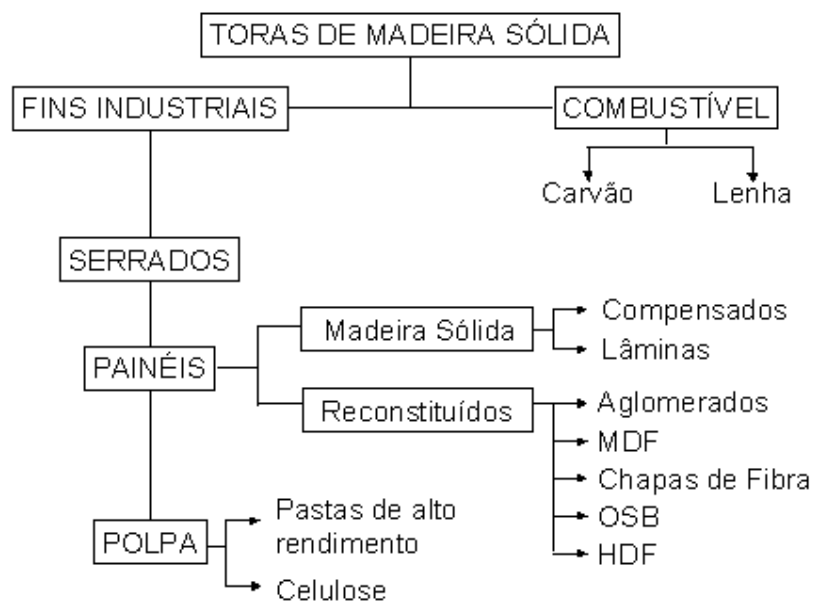 TORAS DE MADEIRA SÓLIDA
FINS INDUSTRIAIS
COMBUSTÍVEL
Carvão
Lenha
SERRADOS
PAINÉIS
Madeira Sólida
Compensados
Lâminas
Reconstituídos
Aglomerados
MDF
Chapas de Fibra
OSB
HDF
POLPA
Pastas de alto
rendimento
Celulose